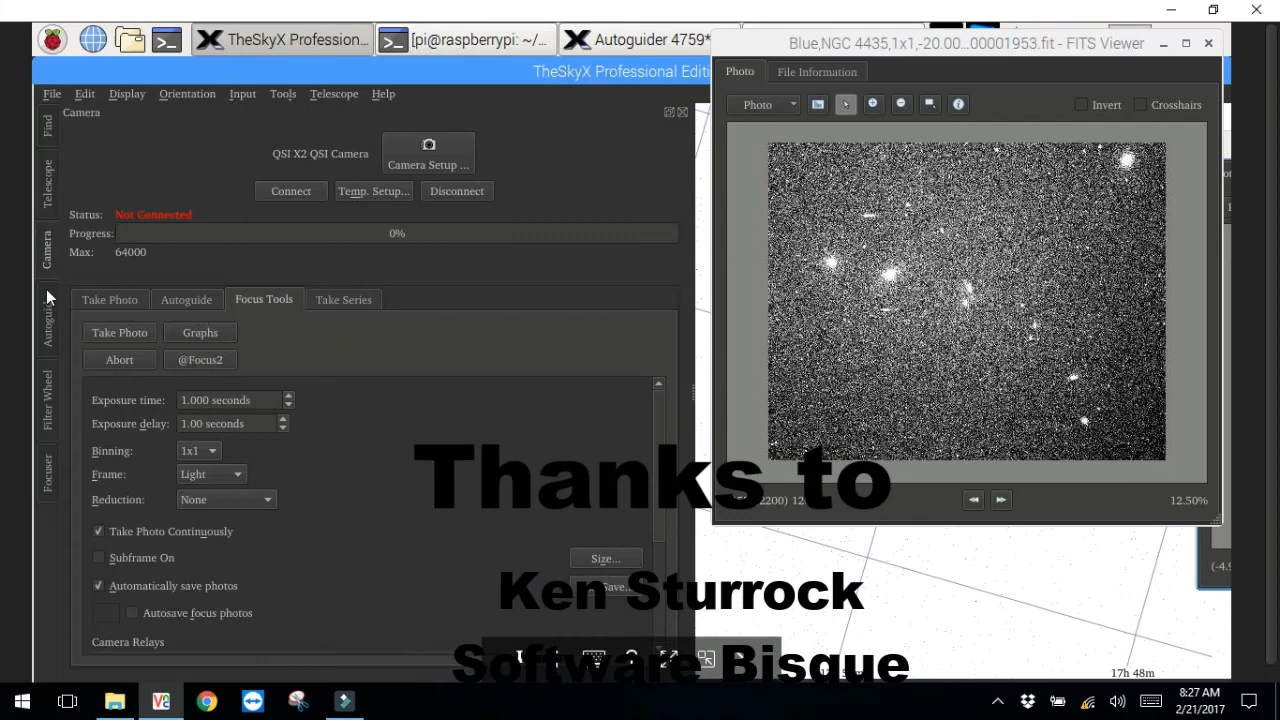 TheSkyX Profession...
[pi@raspberrypi: ~/...
Autoguider 4759*
Blue,NGC 4435,1x1,-20.00...00001953.fit - FITS Viewer
TheSkyX Professional Editi
File Edit Display Orientation Input Tools Telescope Help
Photo File Information
Photo Invert Crosshairs
Camera
QSI X2 QSI Camera
Camera Setup ...
Connect Temp. Setup... Disconnect
Status: Not Connected
Progress: 0%
Max: 64000
Find
Telescope
Camera
Filter Wheel
Focuser
Take Photo Autoguide Focus Tools Take Series
Take Photo Graphs
Abort @Focus2
Exposure time: 1.000 seconds
Exposure delay: 1.00 seconds
Binning: 1x1
Frame: Light
Reduction: None
Take Photo Continuously
Subframe On
Size...
Automatically save photos
Autosave focus photos
Camera Relays
12.50%
Thanks to
Ken Sturrock
Software Bisque
(-4.9
17h 48m
8:27 AM
2/21/2017